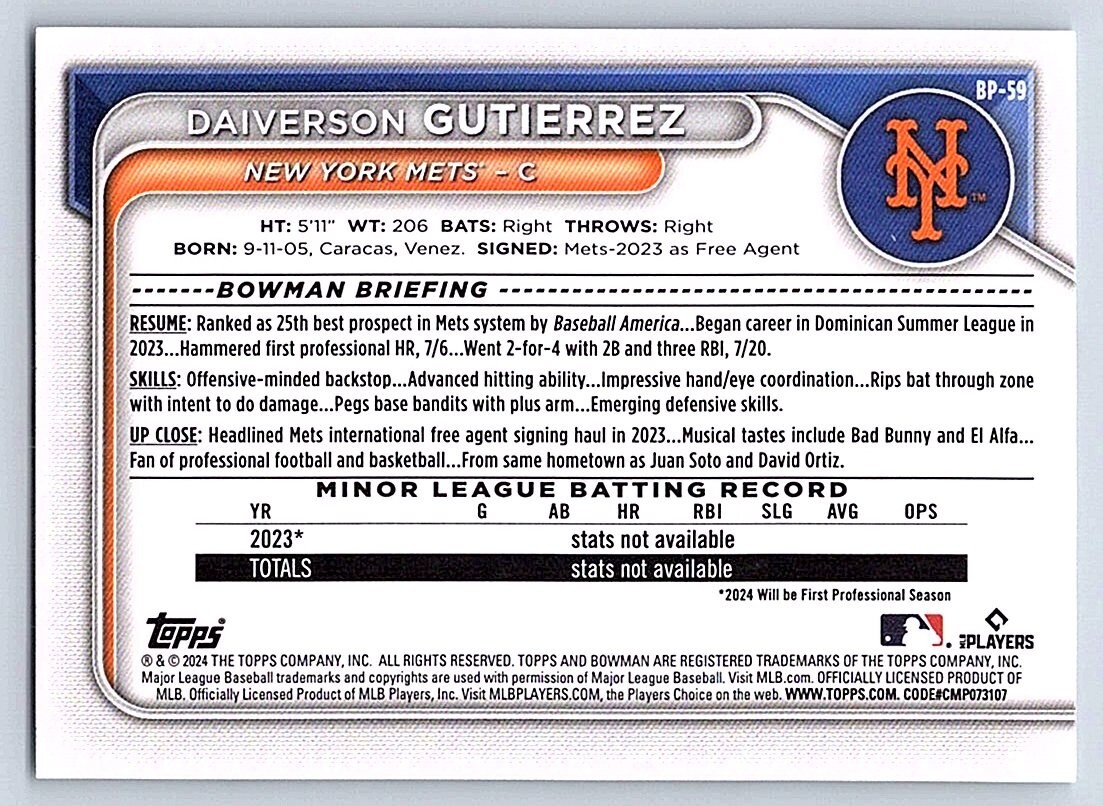 BP-59
DAIVERSON GUTIERREZ
NEW YORK METS® – C
NY™
HT: 5'11" WT: 206 BATS: Right THROWS: Right
BORN: 9-11-05, Caracas, Venez. SIGNED: Mets-2023 as Free Agent
-------BOWMAN BRIEFING --------------------------------------------
RESUME: Ranked as 25th best prospect in Mets system by Baseball America...Began career in Dominican Summer League in
2023...Hammered first professional HR, 7/6...Went 2-for-4 with 2B and three RBI, 7/20.
SKILLS: Offensive-minded backstop...Advanced hitting ability...Impressive hand/eye coordination...Rips bat through zone
with intent to do damage...Pegs base bandits with plus arm...Emerging defensive skills.
UP CLOSE: Headlined Mets international free agent signing haul in 2023...Musical tastes include Bad Bunny and El Alfa...
Fan of professional football and basketball...From same hometown as Juan Soto and David Ortiz.
MINOR LEAGUE BATTING RECORD
YR G AB HR RBI SLG AVG OPS
2023* stats not available
TOTALS stats not available
*2024 Will be First Professional Season
Topps® MLB PLAYERS
® & © 2024 THE TOPPS COMPANY, INC. ALL RIGHTS RESERVED. TOPPS AND BOWMAN ARE REGISTERED TRADEMARKS OF THE TOPPS COMPANY, INC.
Major League Baseball trademarks and copyrights are used with permission of Major League Baseball. Visit MLB.com. OFFICIALLY LICENSED PRODUCT OF
MLB. Officially Licensed Product of MLB Players, Inc. Visit MLBPLAYERS.COM, the Players Choice on the web. WWW.TOPPS.COM. CODE#CMP073107